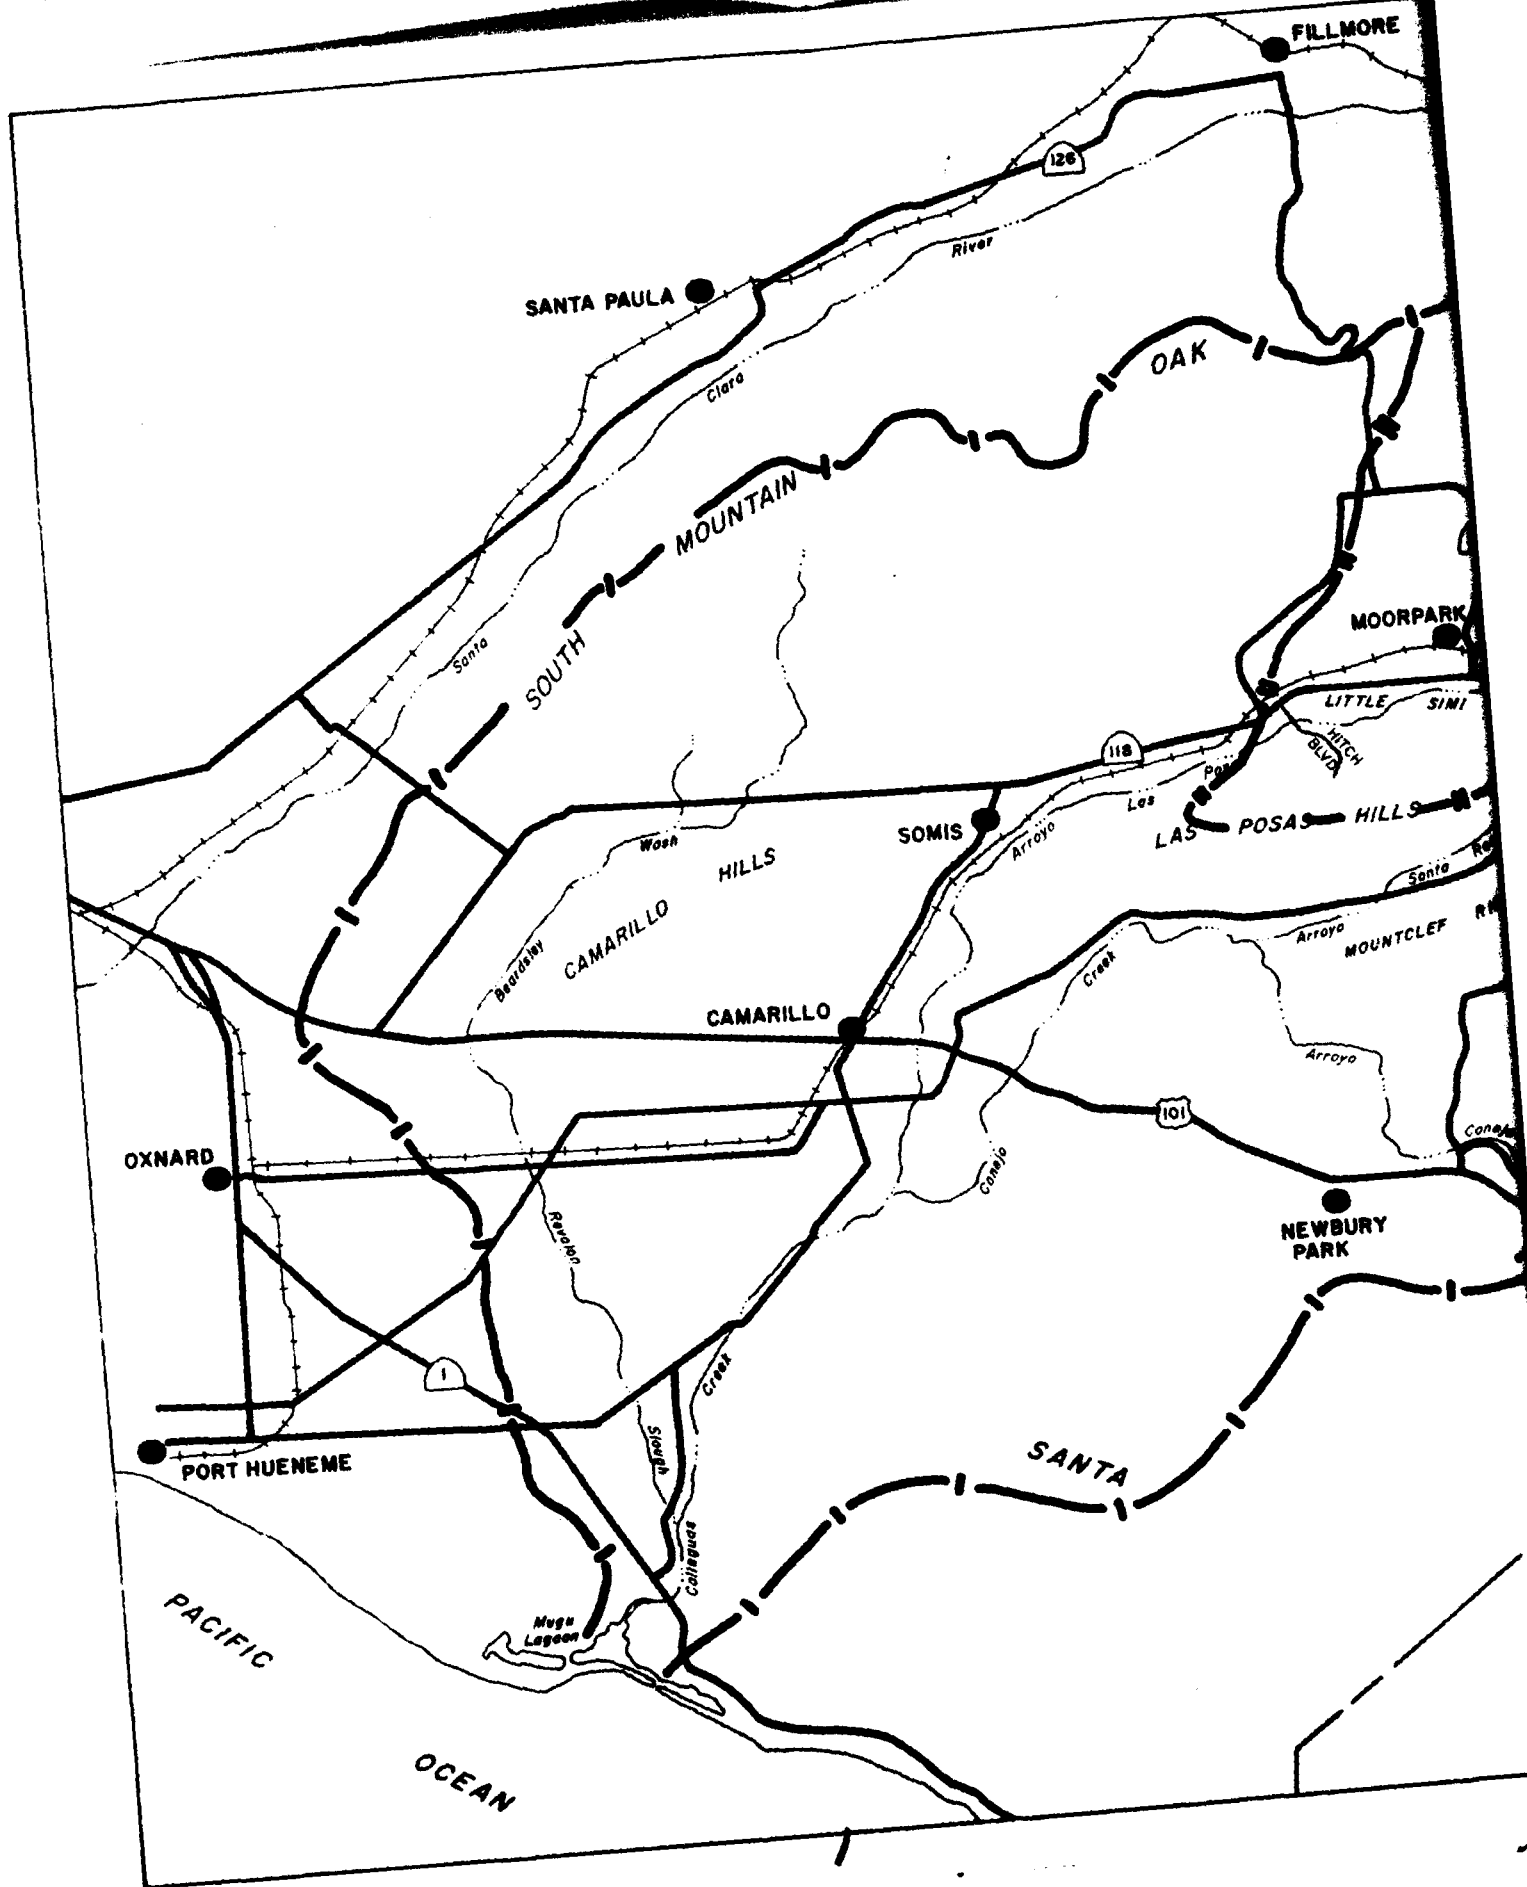 FILLMORE
126
River
SANTA PAULA
OAK
Clara
MOUNTAIN
MOORPARK
Santa
SOUTH
LITTLE SIMI
HITCH
BLVD
118
Las
LAS POSAS HILLS
SOMIS
Arroyo
Wash
HILLS
Santa
CAMARILLO
Arroyo
MOUNTCLEF
Beardsley
Creek
CAMARILLO
Arroyo
101
Conejo
OXNARD
Conejo
NEWBURY
PARK
Revolon
1
Creek
Slough
SANTA
PORT HUENEME
Calleguas
PACIFIC
Mugu
Lagoon
OCEAN